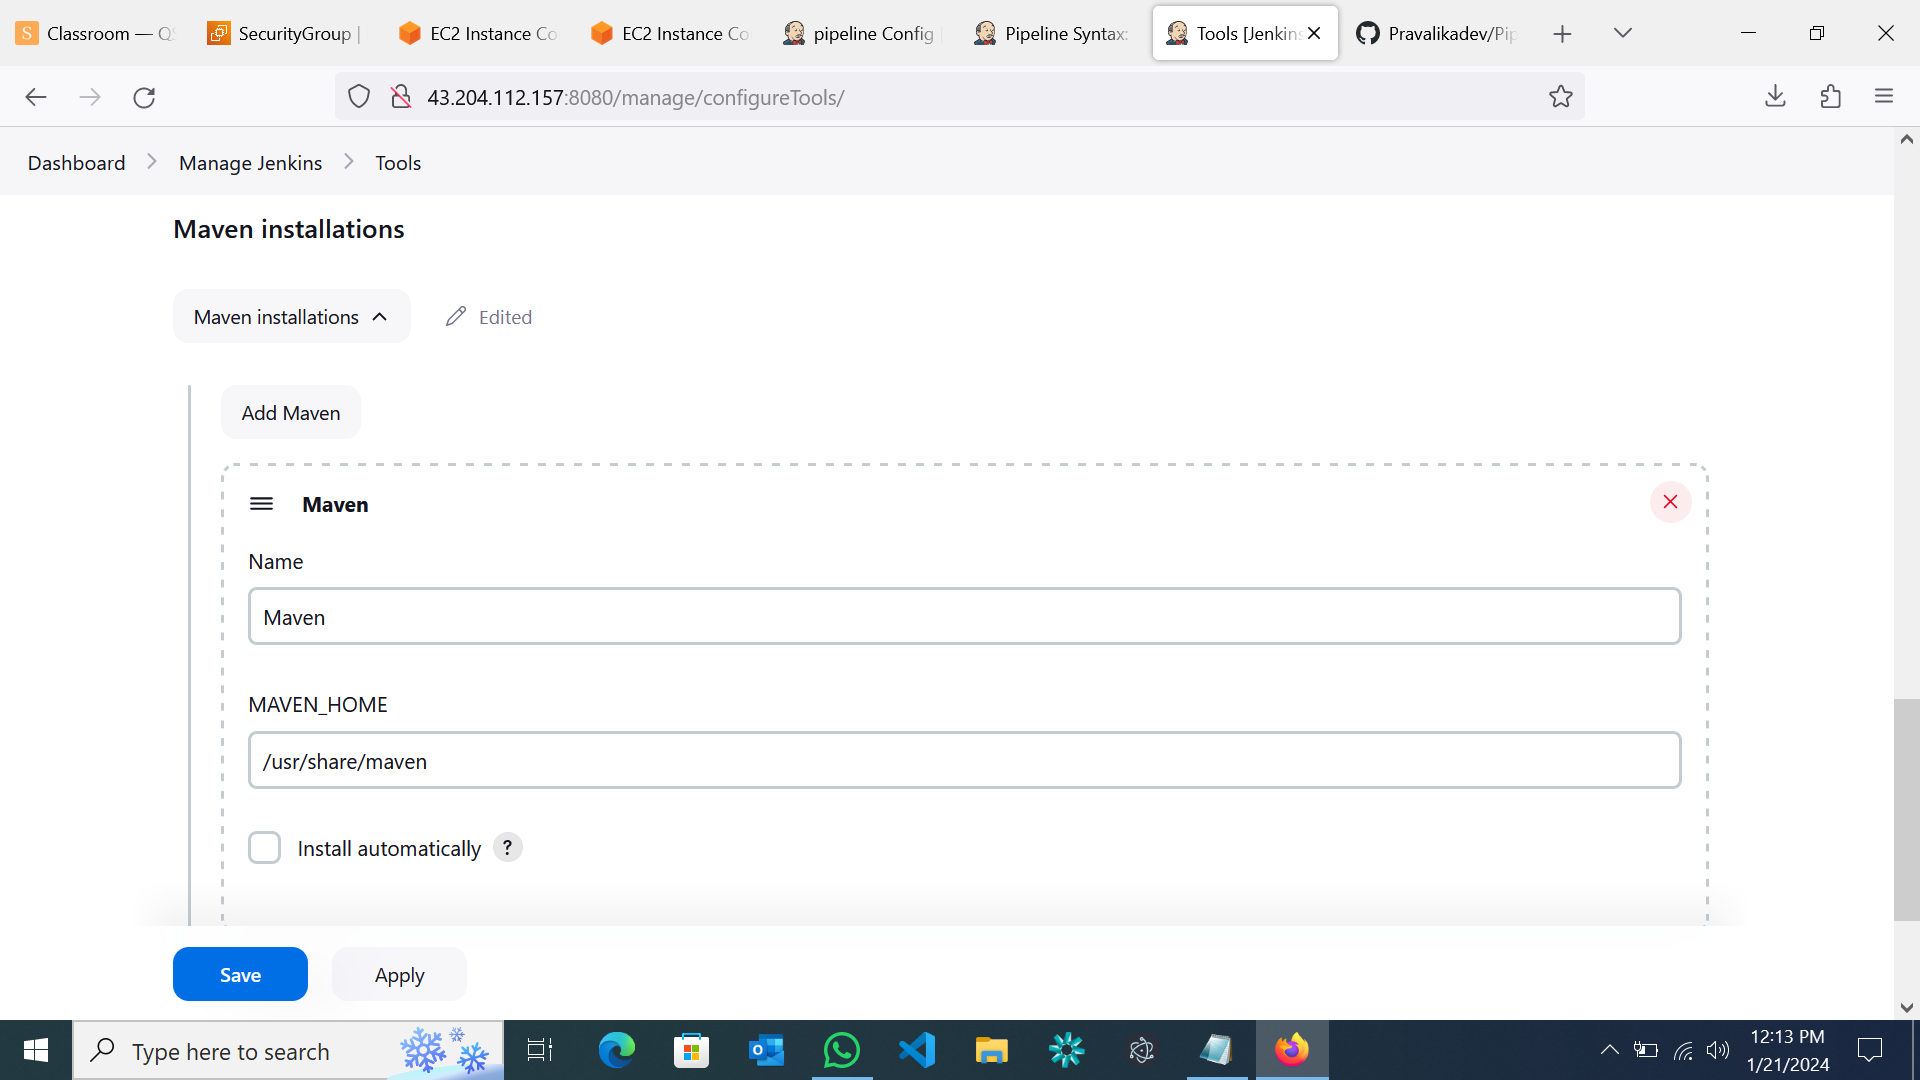 Classroom — QS
SecurityGroup |
EC2 Instance Co
EC2 Instance Co
pipeline Config
Pipeline Syntax:
Tools [Jenkins
Pravalikadev/Pip
43.204.112.157:8080/manage/configureTools/
Dashboard
Manage Jenkins
Tools
Maven installations
Maven installations
Edited
Add Maven
Maven
Name
Maven
MAVEN_HOME
/usr/share/maven
Install automatically ?
Save
Apply
Type here to search
12:13 PM
1/21/2024